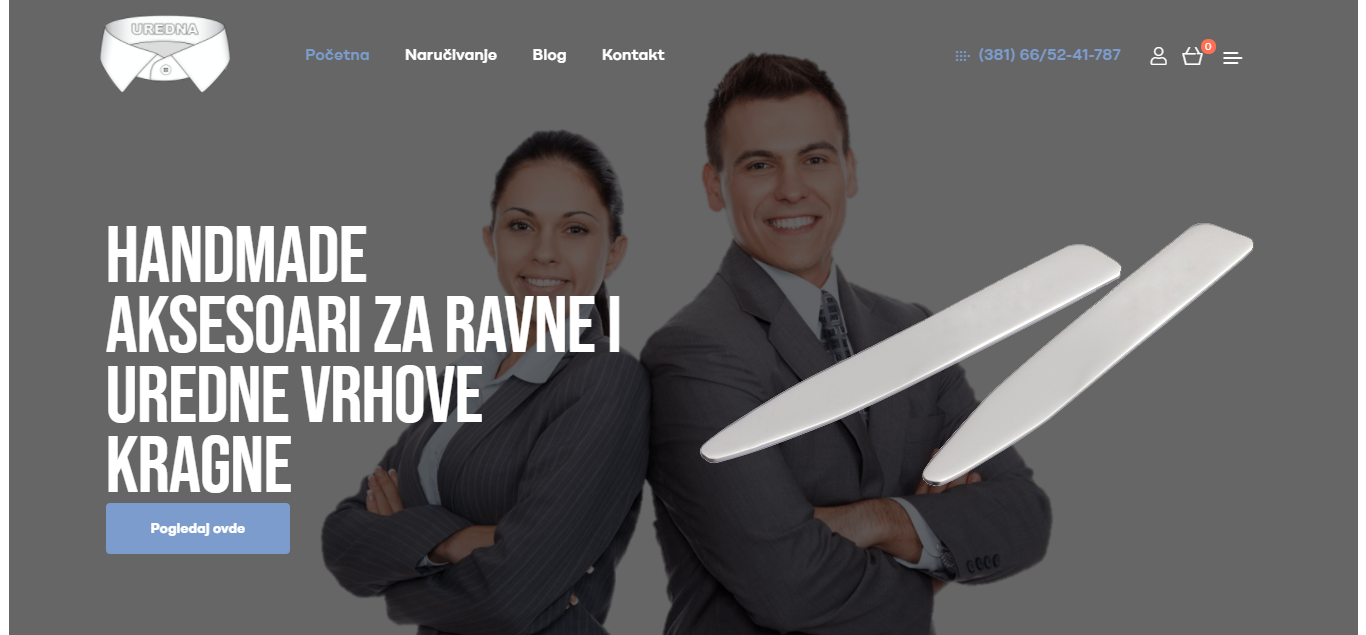 UREDNA
Početna Naručivanje Blog Kontakt (381) 66/52-41-787 0
HANDMADE
AKSESOARI ZA RAVNE I
UREDNE VRHOVE
KRAGNE
Pogledaj ovde